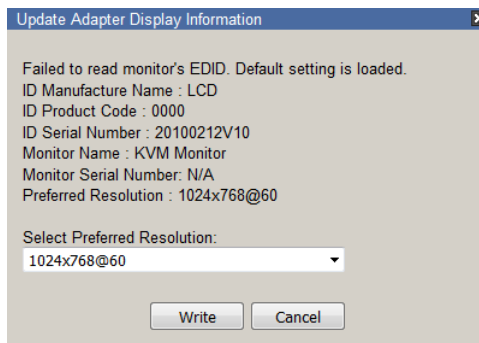 Update Adapter Display Information
Failed to read monitor's EDID. Default setting is loaded.
ID Manufacture Name : LCD
ID Product Code : 0000
ID Serial Number : 20100212V10
Monitor Name : KVM Monitor
Monitor Serial Number: N/A
Preferred Resolution : 1024x768@60
Select Preferred Resolution:
1024x768@60
Write Cancel